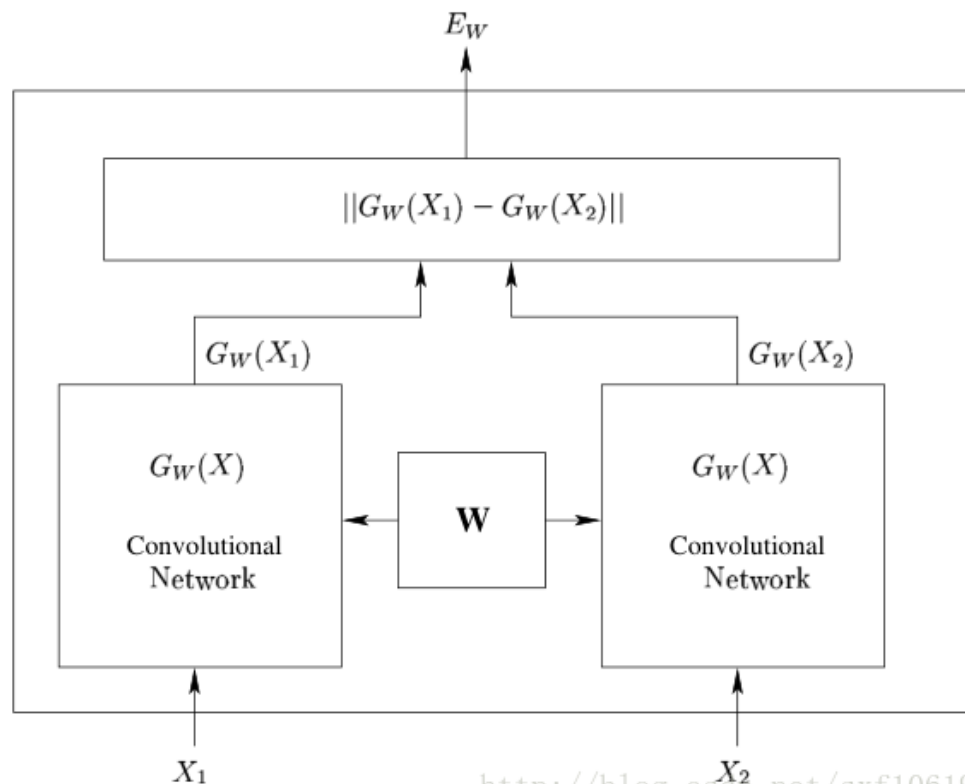 E_W
||G_W(X_1) − G_W(X_2)||
G_W(X_1)
G_W(X_2)
G_W(X)
Convolutional
Network
W
G_W(X)
Convolutional
Network
X_1
X_2